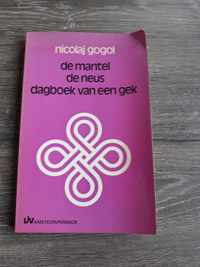 nicolaj gogol
de mantel
de neus
dagboek van een gek